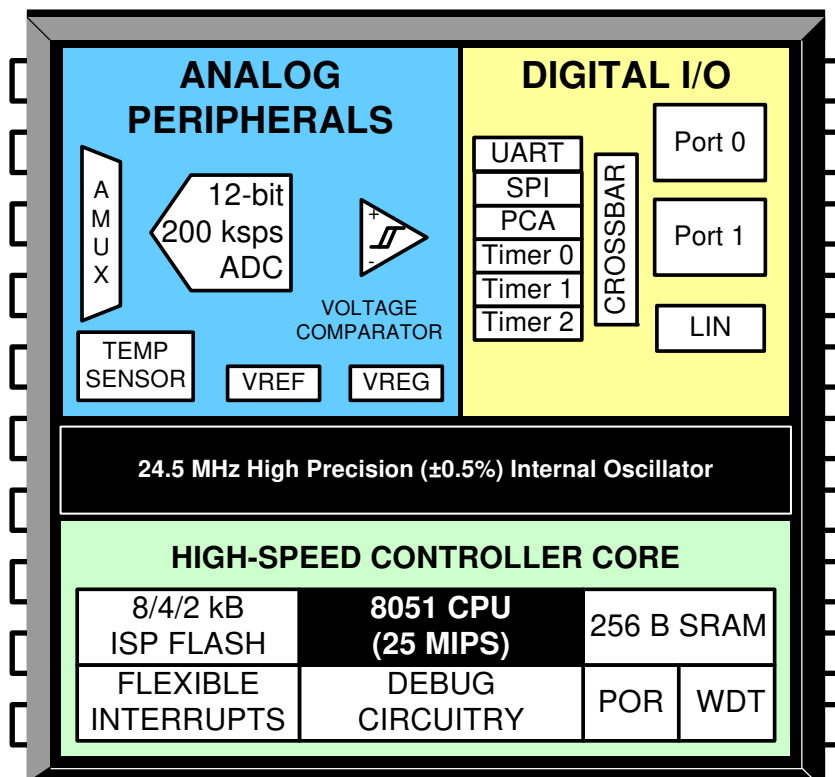 ANALOG
PERIPHERALS
A
M
U
X
12-bit
200 ksps
ADC
+
-
VOLTAGE
COMPARATOR
TEMP
SENSOR
VREF
VREG
DIGITAL I/O
UART
SPI
PCA
Timer 0
Timer 1
Timer 2
CROSSBAR
Port 0
Port 1
LIN
24.5 MHz High Precision (±0.5%) Internal Oscillator
HIGH-SPEED CONTROLLER CORE
8/4/2 kB
ISP FLASH
8051 CPU
(25 MIPS)
256 B SRAM
FLEXIBLE
INTERRUPTS
DEBUG
CIRCUITRY
POR
WDT